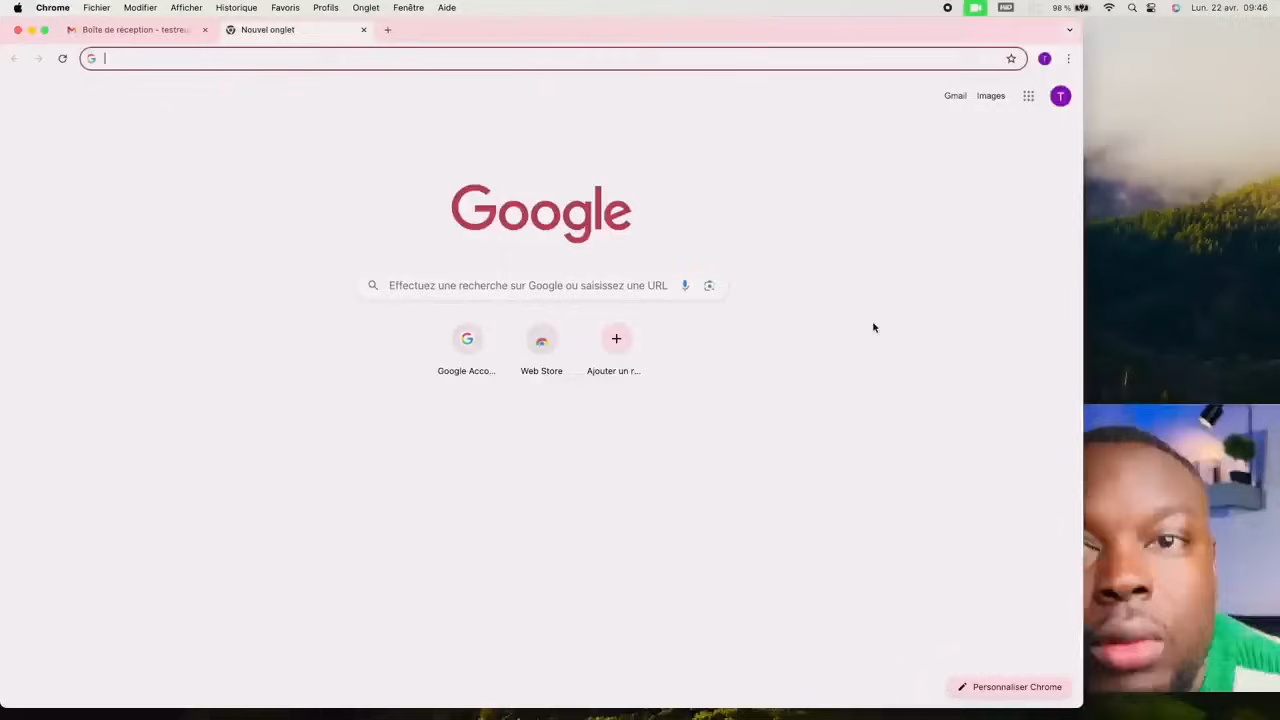 Chrome Fichier Modifier Afficher Historique Favoris Profils Onglet Fenêtre Aide 98 % Lun. 22 avr. 09:46
Boîte de réception - testreu
Nouvel onglet
Gmail Images T
Google
Effectuez une recherche sur Google ou saisissez une URL
Google Acco... Web Store Ajouter un r...
Personnaliser Chrome